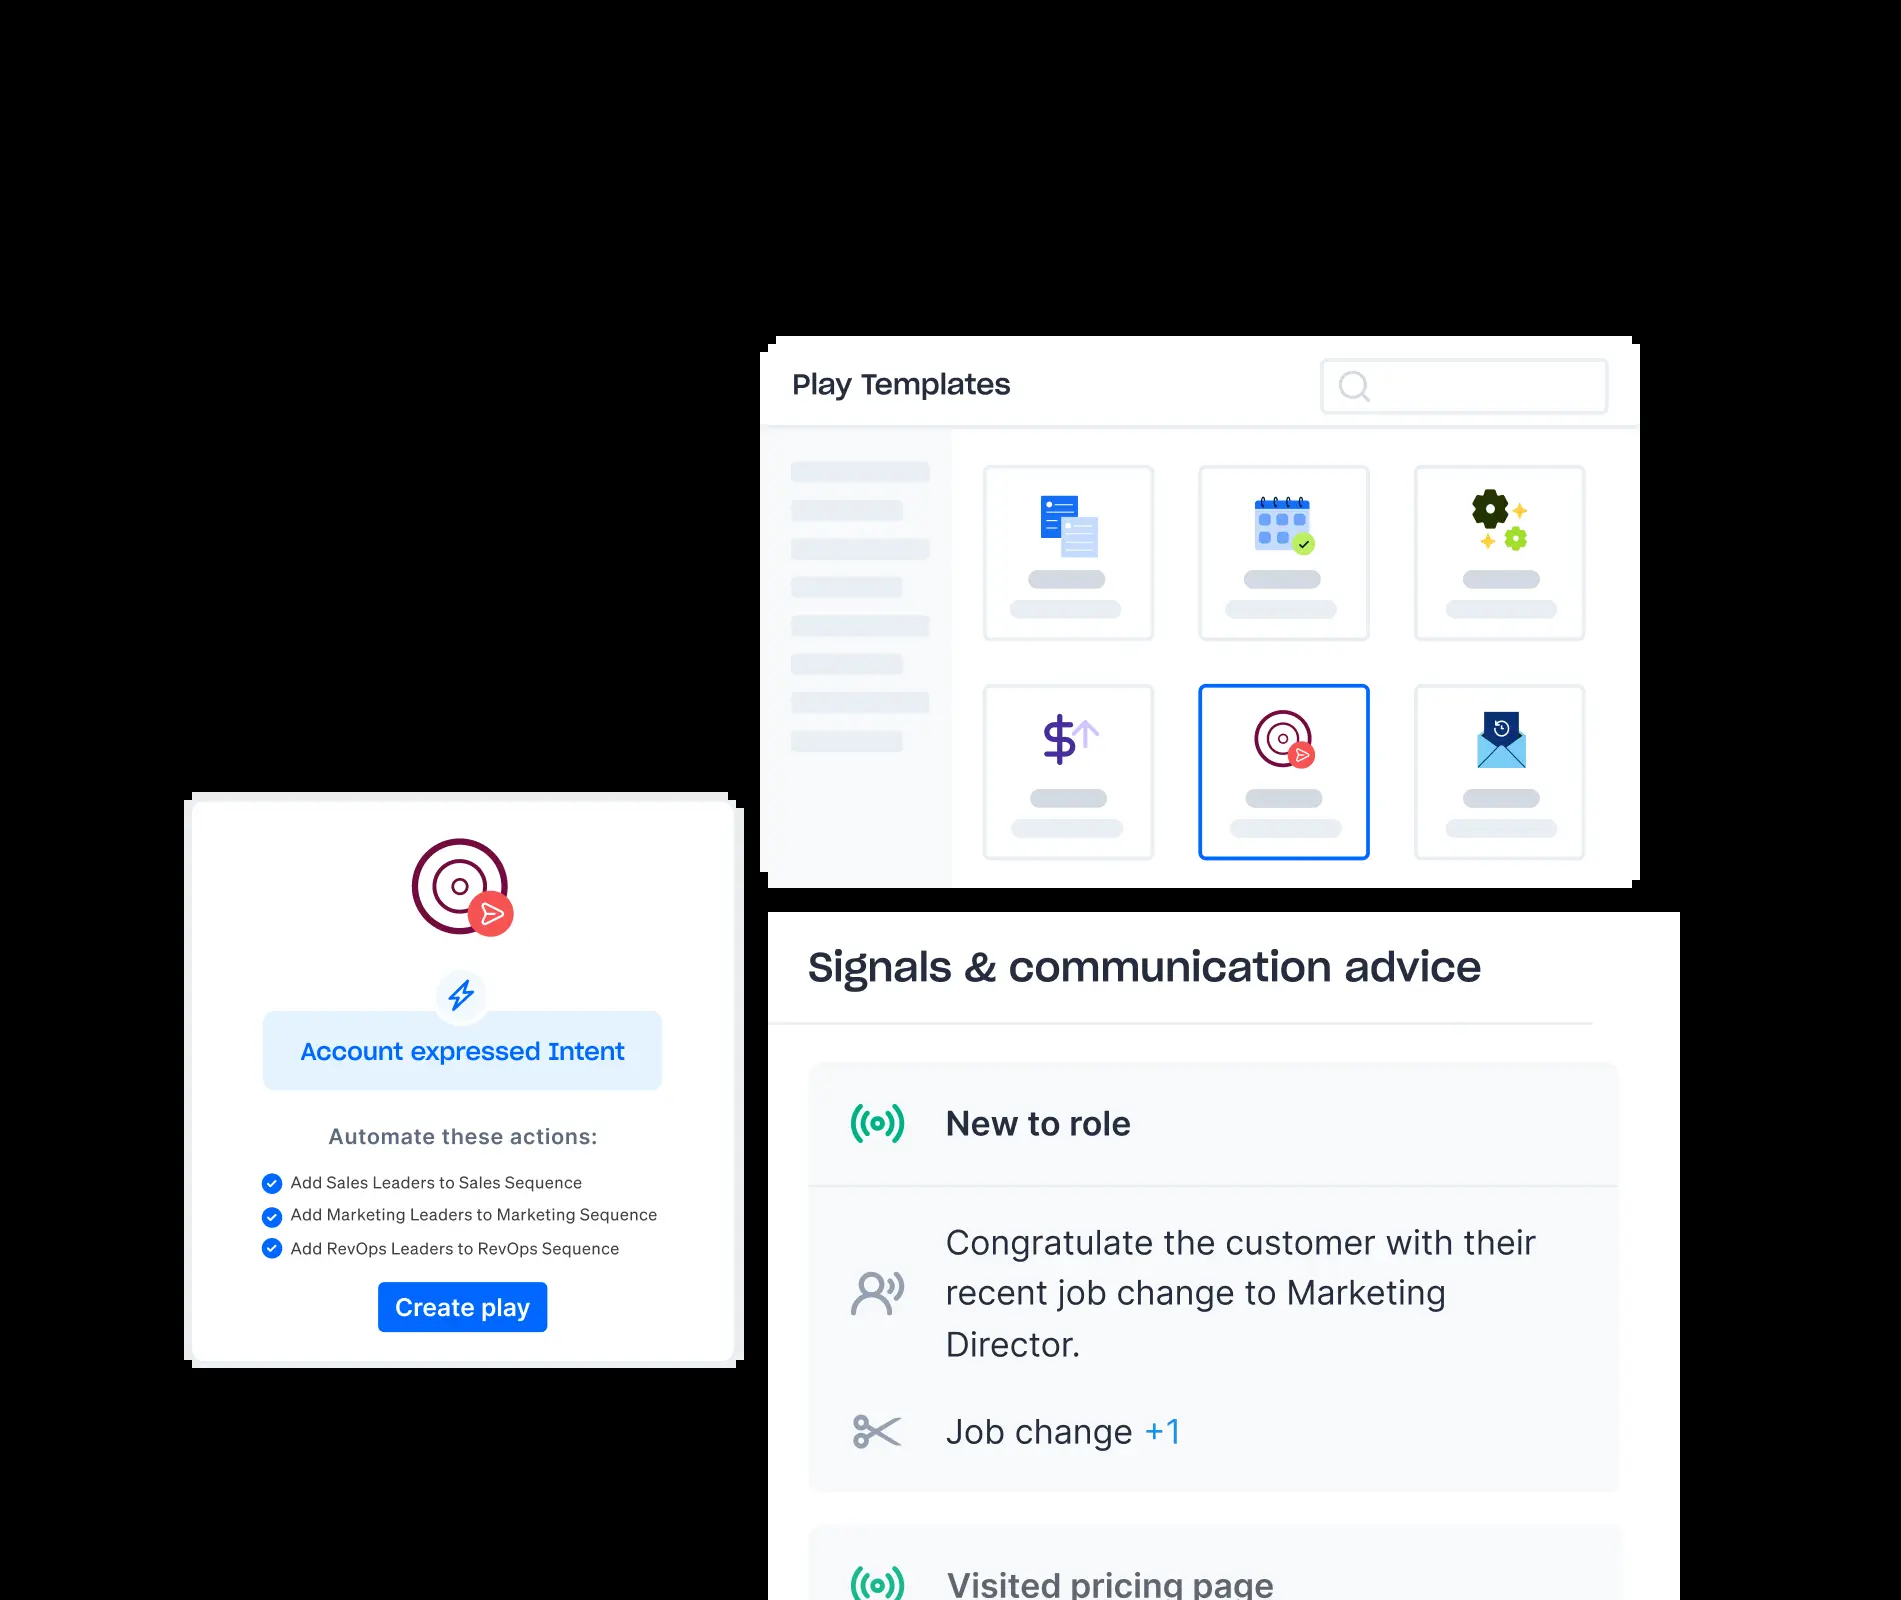 Play Templates
Account expressed Intent
Automate these actions:
Add Sales Leaders to Sales Sequence
Add Marketing Leaders to Marketing Sequence
Add RevOps Leaders to RevOps Sequence
Create play
Signals & communication advice
New to role
Congratulate the customer with their
recent job change to Marketing
Director.
Job change +1
Visited pricing page